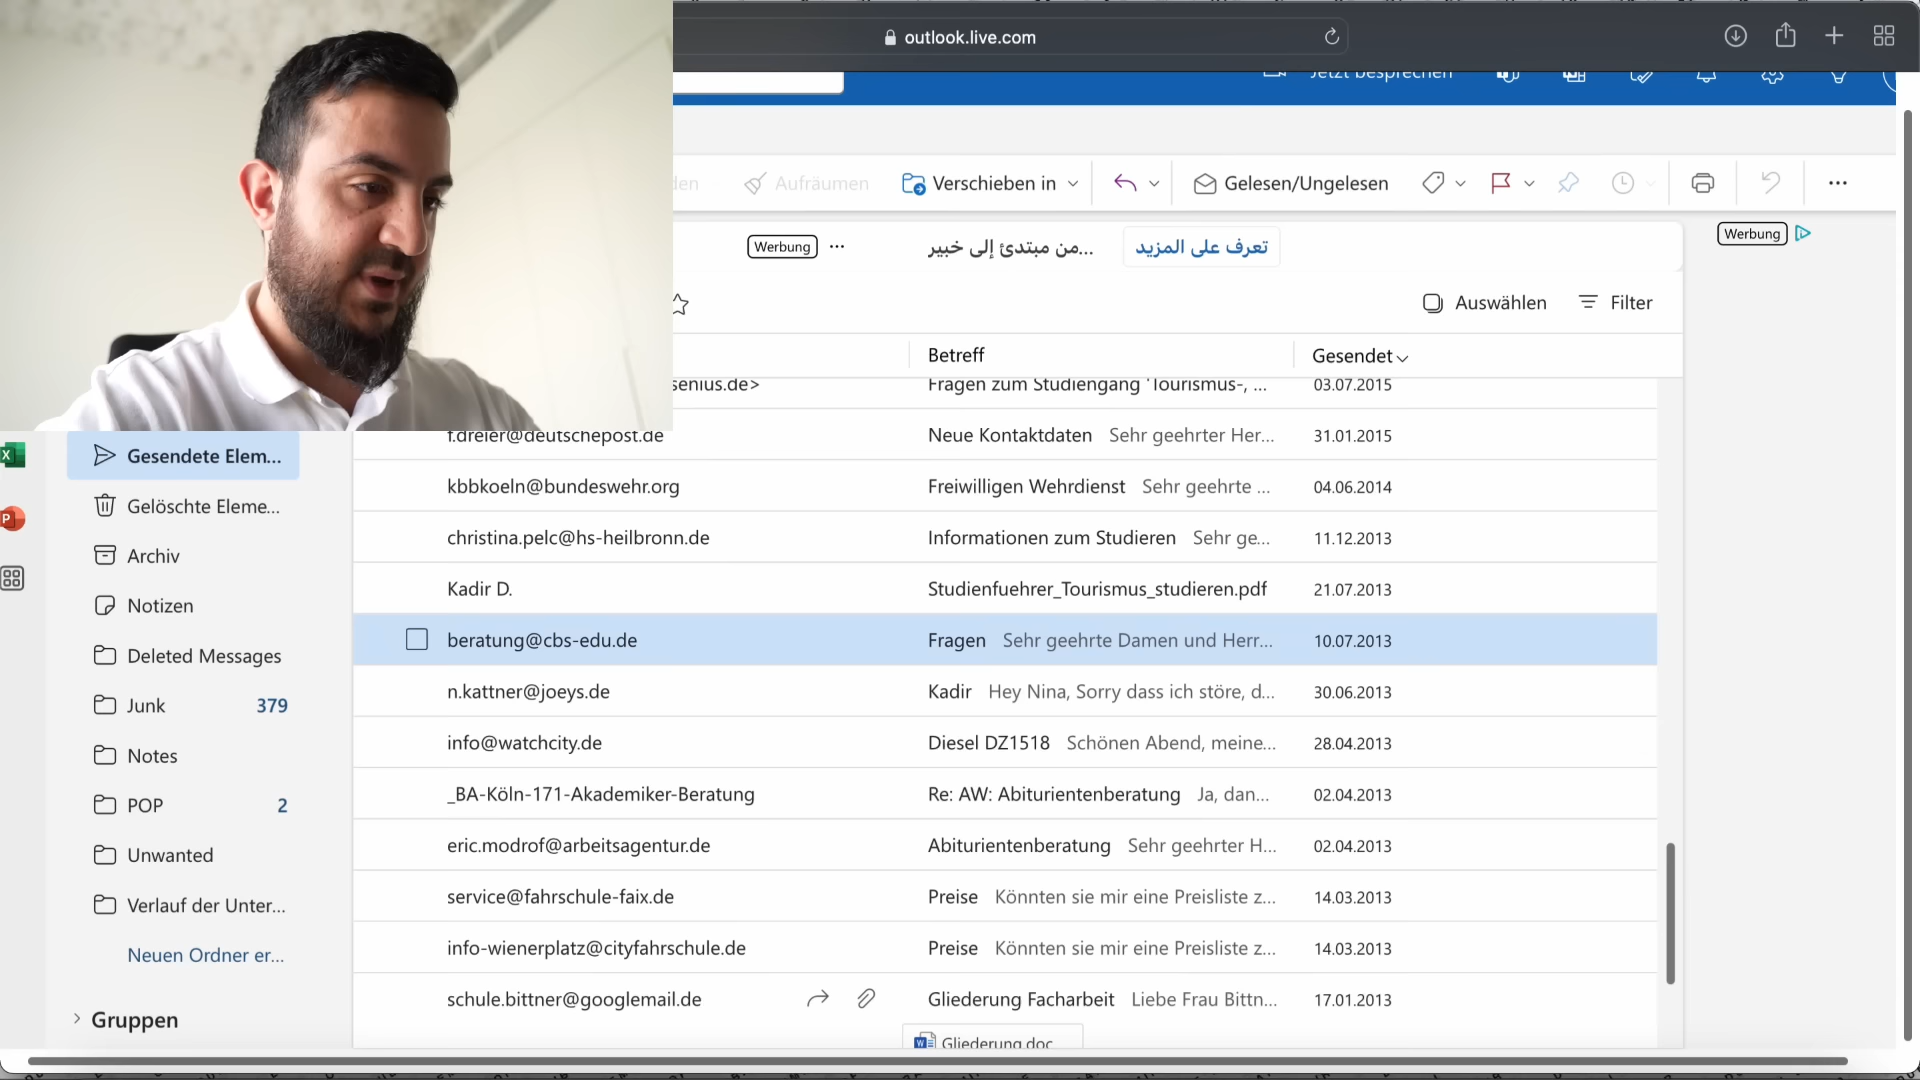 outlook.live.com
Jetzt besprechen
den
Aufräumen
Verschieben in
Gelesen/Ungelesen
Werbung
من مبتدئ إلى خبير...
تعرف على المزيد
Werbung
Auswählen
Filter
Betreff
Gesendet
senius.de> Fragen zum Studiengang 'Tourismus-, ... 03.07.2015
f.dreier@deutschepost.de Neue Kontaktdaten Sehr geehrter Her... 31.01.2015
kbbkoeln@bundeswehr.org Freiwilligen Wehrdienst Sehr geehrte ... 04.06.2014
christina.pelc@hs-heilbronn.de Informationen zum Studieren Sehr ge... 11.12.2013
Kadir D. Studienfuehrer_Tourismus_studieren.pdf 21.07.2013
beratung@cbs-edu.de Fragen Sehr geehrte Damen und Herr... 10.07.2013
n.kattner@joeys.de Kadir Hey Nina, Sorry dass ich störe, d... 30.06.2013
info@watchcity.de Diesel DZ1518 Schönen Abend, meine... 28.04.2013
_BA-Köln-171-Akademiker-Beratung Re: AW: Abiturientenberatung Ja, dan... 02.04.2013
eric.modrof@arbeitsagentur.de Abiturientenberatung Sehr geehrter H... 02.04.2013
service@fahrschule-faix.de Preise Könnten sie mir eine Preisliste z... 14.03.2013
info-wienerplatz@cityfahrschule.de Preise Könnten sie mir eine Preisliste z... 14.03.2013
schule.bittner@googlemail.de Gliederung Facharbeit Liebe Frau Bittn... 17.01.2013
Gliederung.doc
Gesendete Elem...
Gelöschte Eleme...
Archiv
Notizen
Deleted Messages
Junk 379
Notes
POP 2
Unwanted
Verlauf der Unter...
Neuen Ordner er...
Gruppen